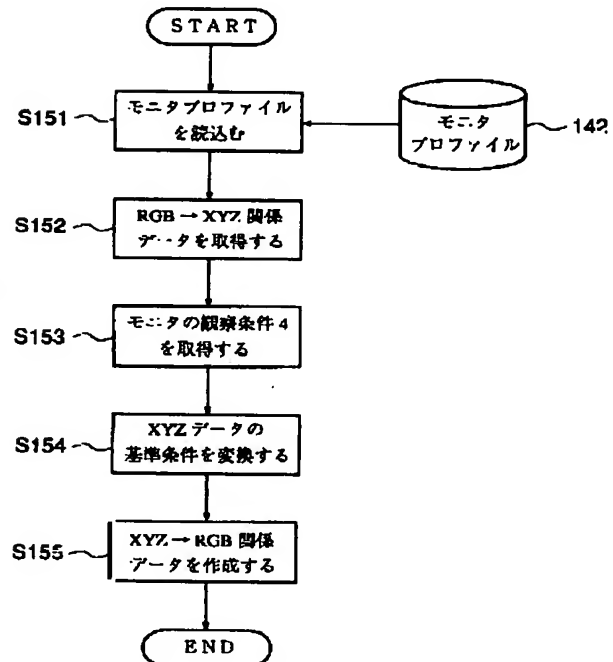 START
S151
モニタプロファイル
を読込む
モニタ
プロファイル
142
S152
RGB → XYZ 関係
データを取得する
S153
モニタの観察条件 4
を取得する
S154
XYZ データの
基準条件を変換する
S155
XYZ → RGB 関係
データを作成する
END